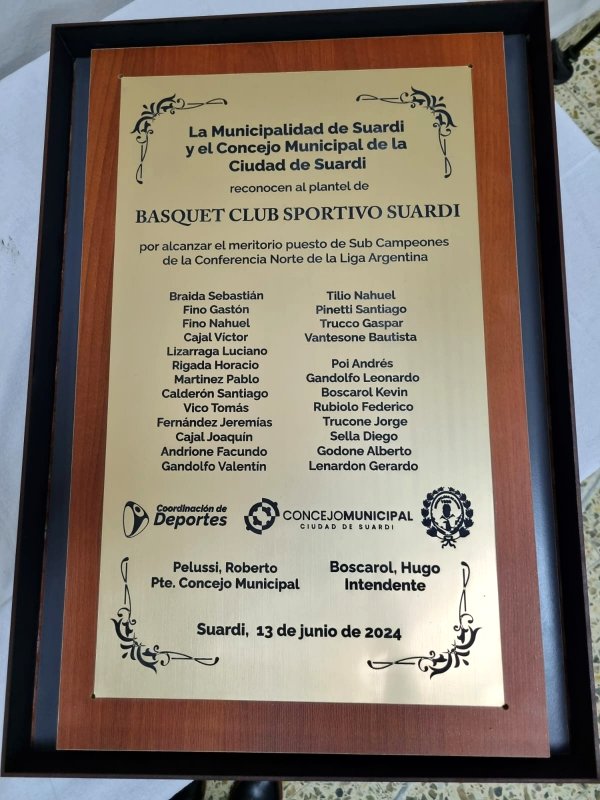 La Municipalidad de Suardi
y el Concejo Municipal de la
Ciudad de Suardi
reconocen al plantel de
BASQUET CLUB SPORTIVO SUARDI
por alcanzar el meritorio puesto de Sub Campeones
de la Conferencia Norte de la Liga Argentina
Braida Sebastián
Fino Gastón
Fino Nahuel
Cajal Víctor
Lizarraga Luciano
Rigada Horacio
Martinez Pablo
Calderón Santiago
Vico Tomás
Fernández Jeremías
Cajal Joaquín
Andrione Facundo
Gandolfo Valentín
Tilio Nahuel
Pinetti Santiago
Trucco Gaspar
Vantesone Bautista
Poi Andrés
Gandolfo Leonardo
Boscarol Kevin
Rubiolo Federico
Trucone Jorge
Sella Diego
Godone Alberto
Lenardon Gerardo
Coordinación de
Deportes
CONCEJOMUNICIPAL
CIUDAD DE SUARDI
Pelussi, Roberto
Pte. Concejo Municipal
Boscarol, Hugo
Intendente
Suardi, 13 de junio de 2024